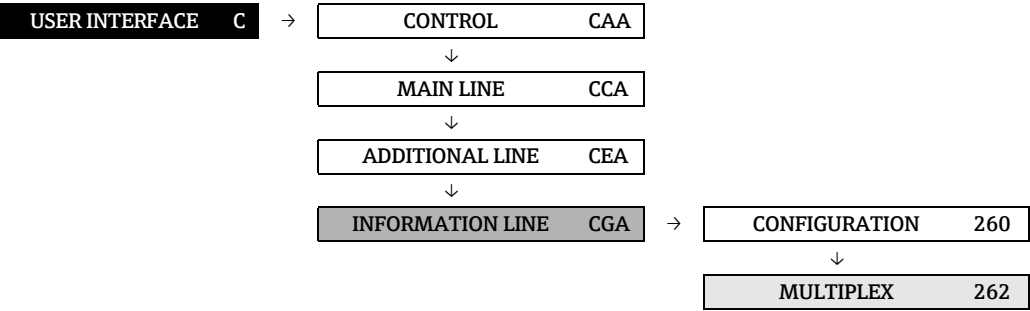 USER INTERFACE C → CONTROL CAA
↓
MAIN LINE CCA
↓
ADDITIONAL LINE CEA
↓
INFORMATION LINE CGA → CONFIGURATION 260
↓
MULTIPLEX 262